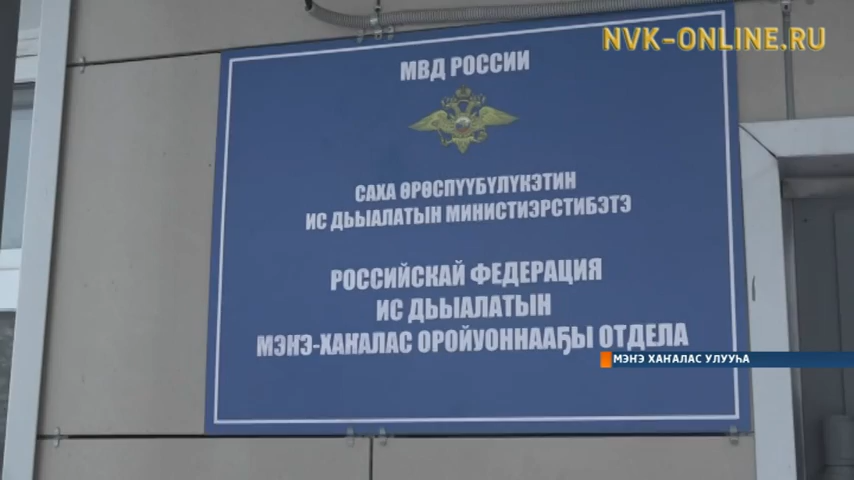 NVK-ONLINE.RU
МВД РОССИИ
САХА ӨРӨСПҮҮБҮЛҮКЭТИН
ИС ДЬЫАЛАТЫН МИНИСТИЭРСТИБЭТЭ
РОССИЙСКАЙ ФЕДЕРАЦИЯ
ИС ДЬЫАЛАТЫН
МЭҤЭ-ХАҤАЛАС ОРОЙУОННААҔЫ ОТДЕЛА
МЭҤЭ ХАҤАЛАС УЛУУҺА